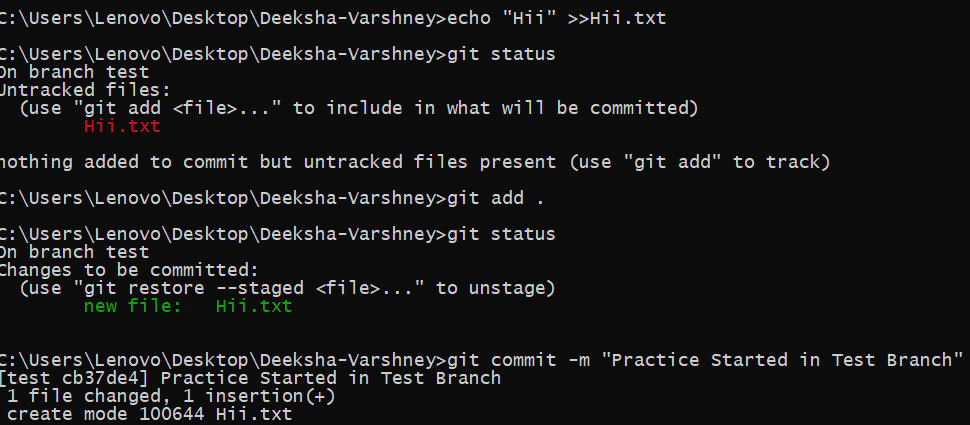 C:\Users\Lenovo\Desktop\Deeksha-Varshney>echo "Hii" >>Hii.txt
C:\Users\Lenovo\Desktop\Deeksha-Varshney>git status
On branch test
Untracked files:
  (use "git add <file>..." to include in what will be committed)
        Hii.txt
nothing added to commit but untracked files present (use "git add" to track)
C:\Users\Lenovo\Desktop\Deeksha-Varshney>git add .
C:\Users\Lenovo\Desktop\Deeksha-Varshney>git status
On branch test
Changes to be committed:
  (use "git restore --staged <file>..." to unstage)
        new file:   Hii.txt
C:\Users\Lenovo\Desktop\Deeksha-Varshney>git commit -m "Practice Started in Test Branch"
[test cb37de4] Practice Started in Test Branch
 1 file changed, 1 insertion(+)
 create mode 100644 Hii.txt